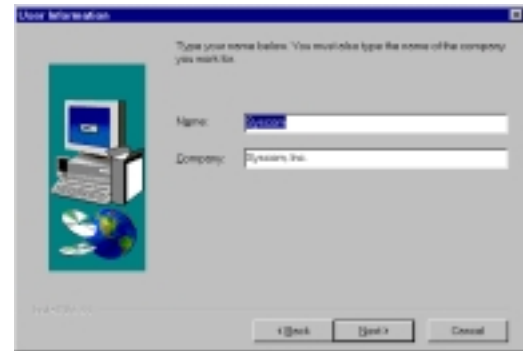 User Information
Type your name below. You must also type the name of the company
you work for.
Name:
Company:
< Back
Next >
Cancel